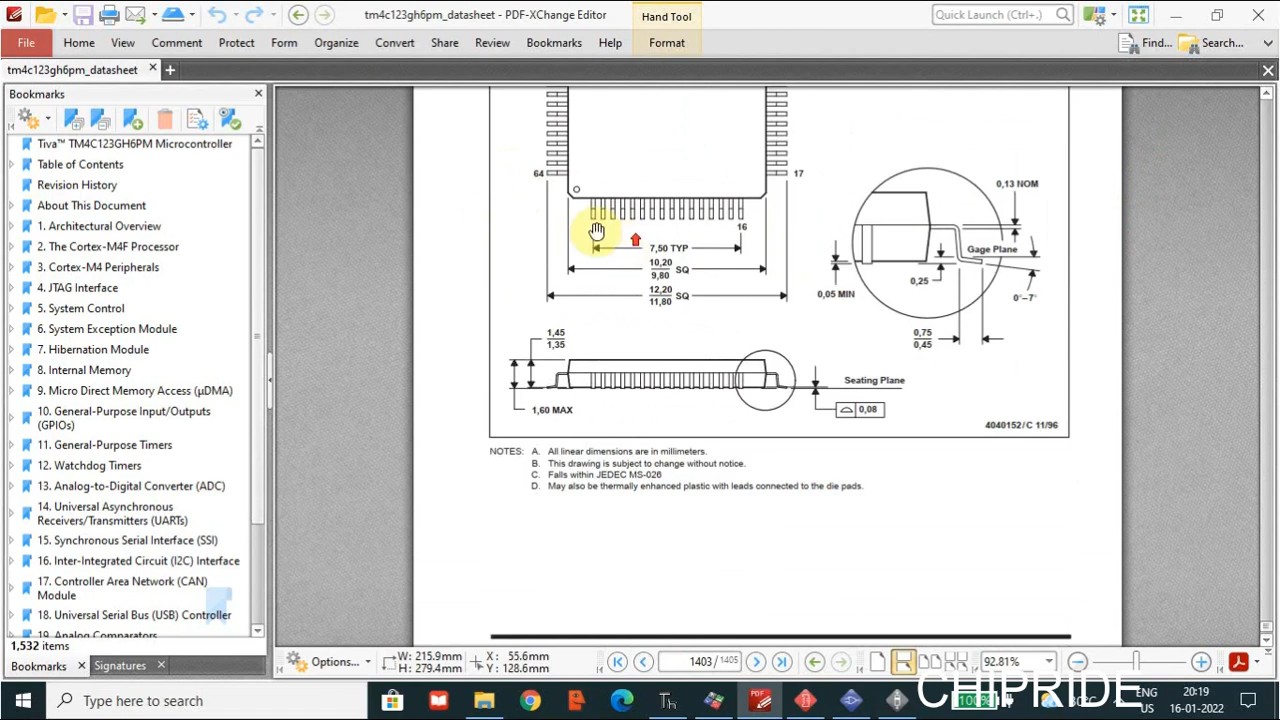 tm4c123gh6pm_datasheet - PDF-XChange Editor
Hand Tool
Quick Launch (Ctrl+.)
File
Home
View
Comment
Protect
Form
Organize
Convert
Share
Review
Bookmarks
Help
Format
Find...
Search...
tm4c123gh6pm_datasheet
Bookmarks
Tiva™ TM4C123GH6PM Microcontroller
Table of Contents
Revision History
About This Document
1. Architectural Overview
2. The Cortex-M4F Processor
3. Cortex-M4 Peripherals
4. JTAG Interface
5. System Control
6. System Exception Module
7. Hibernation Module
8. Internal Memory
9. Micro Direct Memory Access (µDMA)
10. General-Purpose Input/Outputs
(GPIOs)
11. General-Purpose Timers
12. Watchdog Timers
13. Analog-to-Digital Converter (ADC)
14. Universal Asynchronous
Receivers/Transmitters (UARTs)
15. Synchronous Serial Interface (SSI)
16. Inter-Integrated Circuit (I2C) Interface
17. Controller Area Network (CAN)
Module
18. Universal Serial Bus (USB) Controller
19. Analog Comparators
1,532 items
Bookmarks
Signatures
64
17
16
7,50 TYP
10,20
9,80
SQ
12,20
11,80
SQ
0,13 NOM
Gage Plane
0,25
0,05 MIN
0°–7°
0,75
0,45
1,45
1,35
1,60 MAX
Seating Plane
0,08
4040152/C 11/96
NOTES: A. All linear dimensions are in millimeters.
B. This drawing is subject to change without notice.
C. Falls within JEDEC MS-026
D. May also be thermally enhanced plastic with leads connected to the die pads.
Options...
W: 215.9mm
H: 279.4mm
X: 55.6mm
Y: 128.6mm
1403 / 1405
92.81%
Type here to search
CHIPRIDE
100%
30°C
ENG
US
20:19
16-01-2022